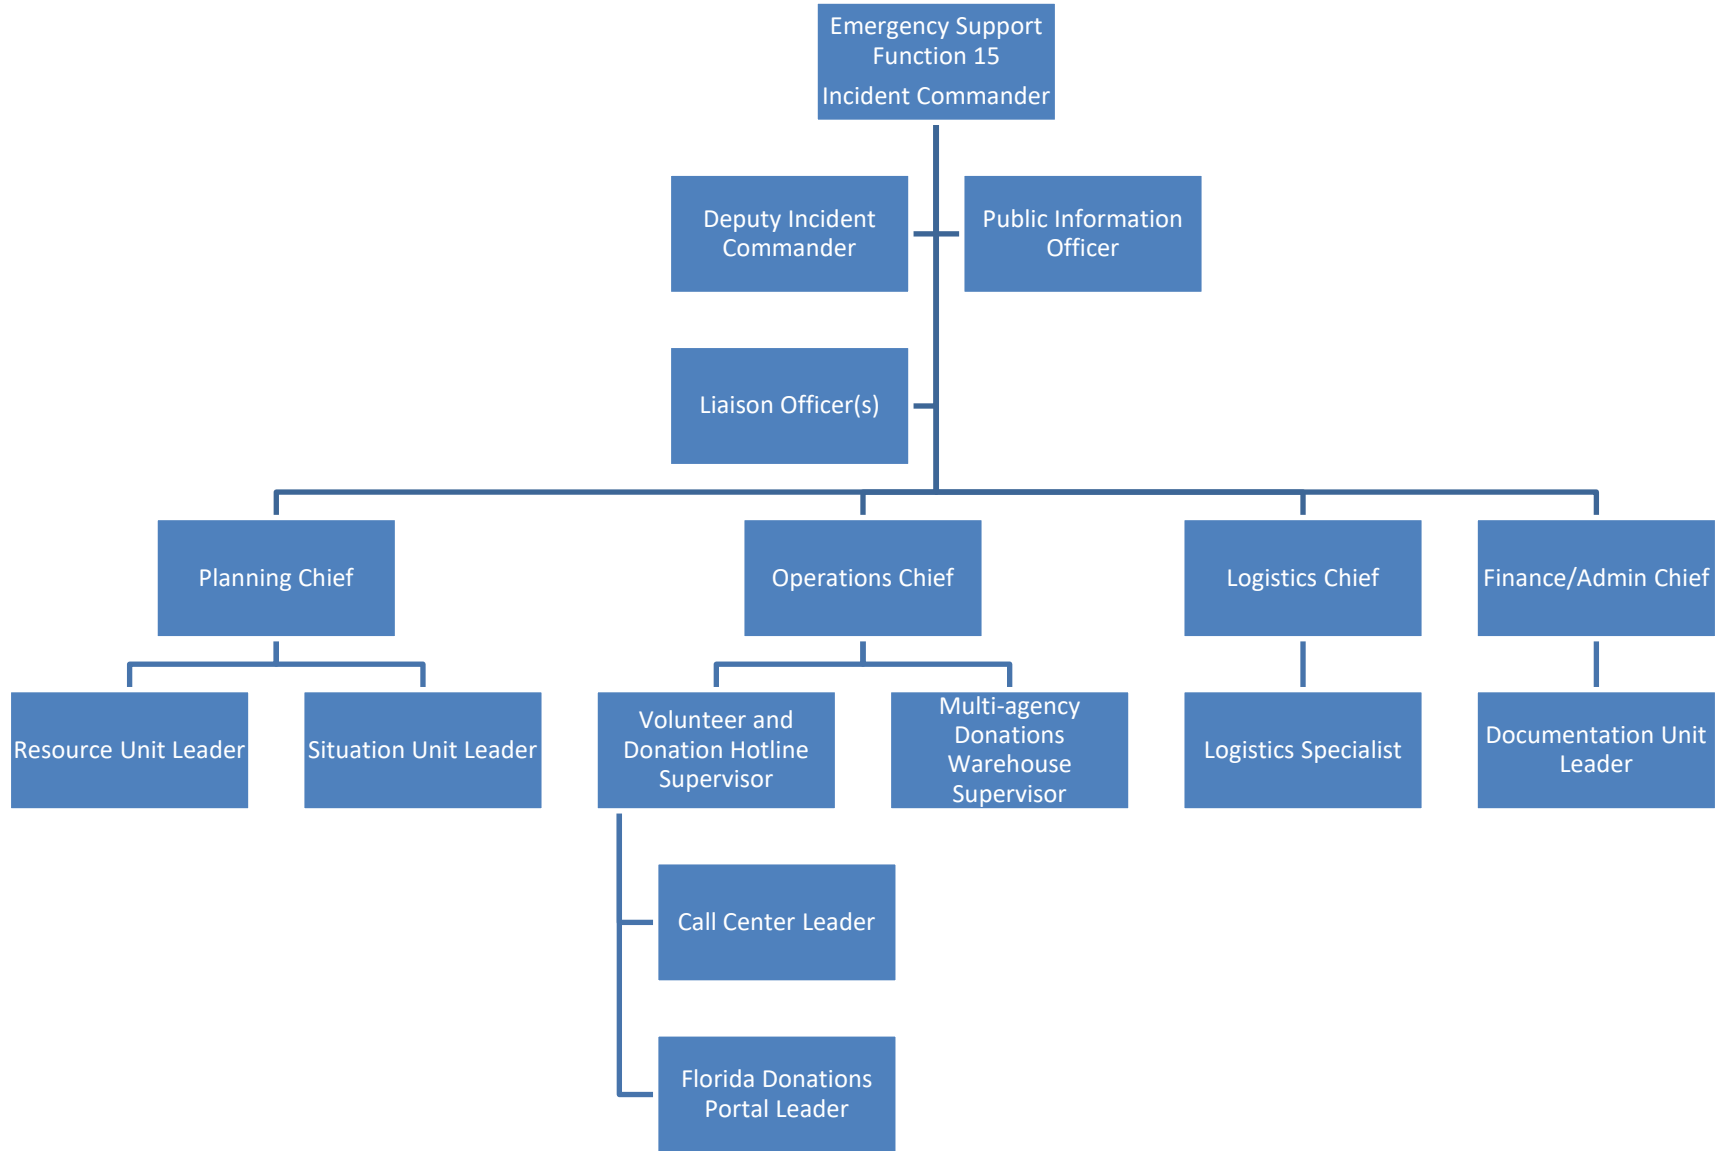 Emergency Support
Function 15
Incident Commander
Deputy Incident
Commander
Public Information
Officer
Liaison Officer(s)
Planning Chief
Operations Chief
Logistics Chief
Finance/Admin Chief
Resource Unit Leader
Situation Unit Leader
Volunteer and
Donation Hotline
Supervisor
Multi-agency
Donations
Warehouse
Supervisor
Logistics Specialist
Documentation Unit
Leader
Call Center Leader
Florida Donations
Portal Leader